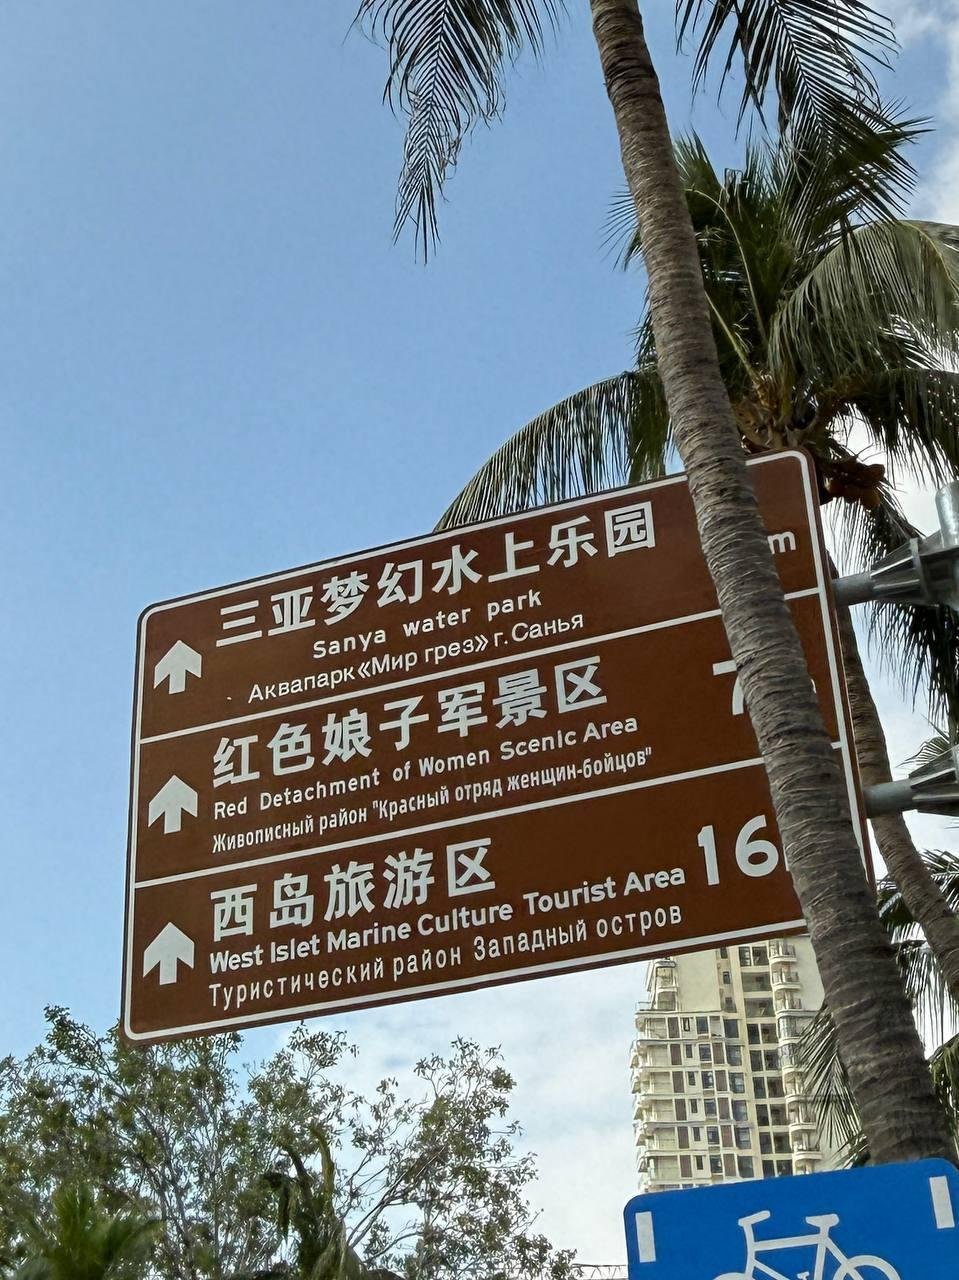 三亚梦幻水上乐园
Sanya water park
Аквапарк «Мир грез» г.Санья
m
红色娘子军景区
Red Detachment of Women Scenic Area
Живописный район "Красный отряд женщин-бойцов"
7
西岛旅游区
West Islet Marine Culture Tourist Area
16
Туристический район Западный остров